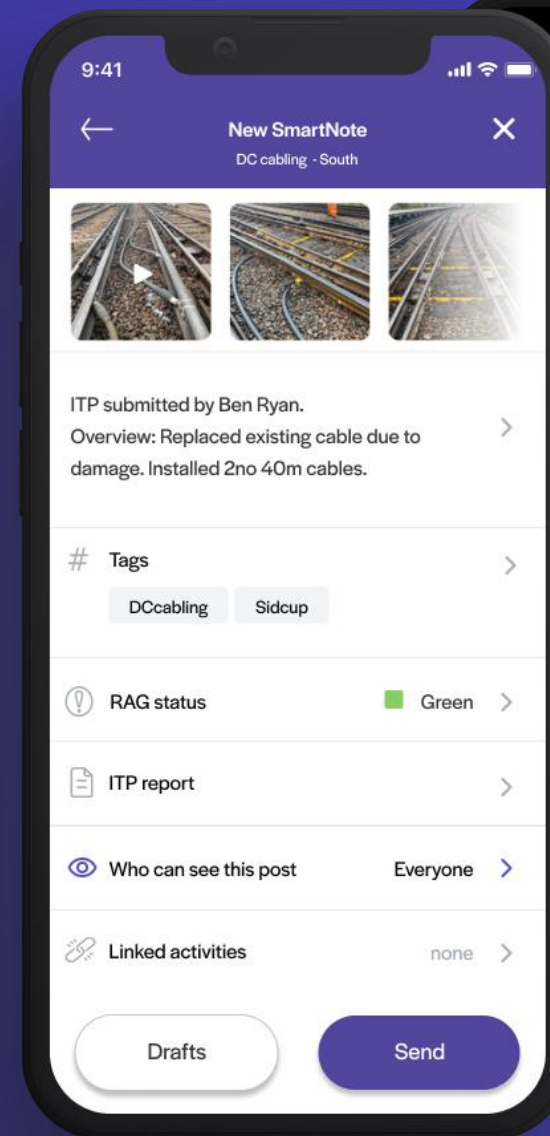 9:41
New SmartNote
DC cabling - South
ITP submitted by Ben Ryan.
Overview: Replaced existing cable due to
damage. Installed 2no 40m cables.
# Tags
DCcabling Sidcup
RAG status Green
ITP report
Who can see this post Everyone
Linked activities none
Drafts Send